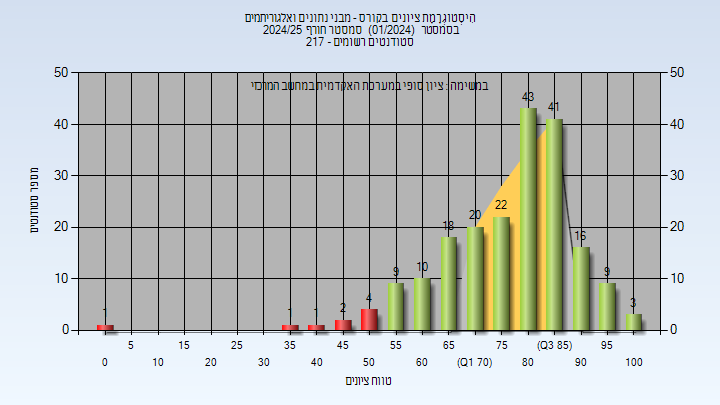 היסטוגרמת ציונים בקורס - מבני נתונים ואלגוריתמים
בסמסטר (01/2024) סמסטר חורף 2024/25
סטודנטים רשומים - 217
במשימה : ציון סופי במערכת האקדמית במחשב המרכזי
מספר סטודנטים
50 50
40 40
30 30
20 20
10 10
0 0
1 1 1 2 4 9 10 18 20 22 43 41 16 9 3
5 15 25 35 45 55 65 75 (Q3 85) 95
0 10 20 30 40 50 60 (Q1 70) 80 90 100
טווח ציונים